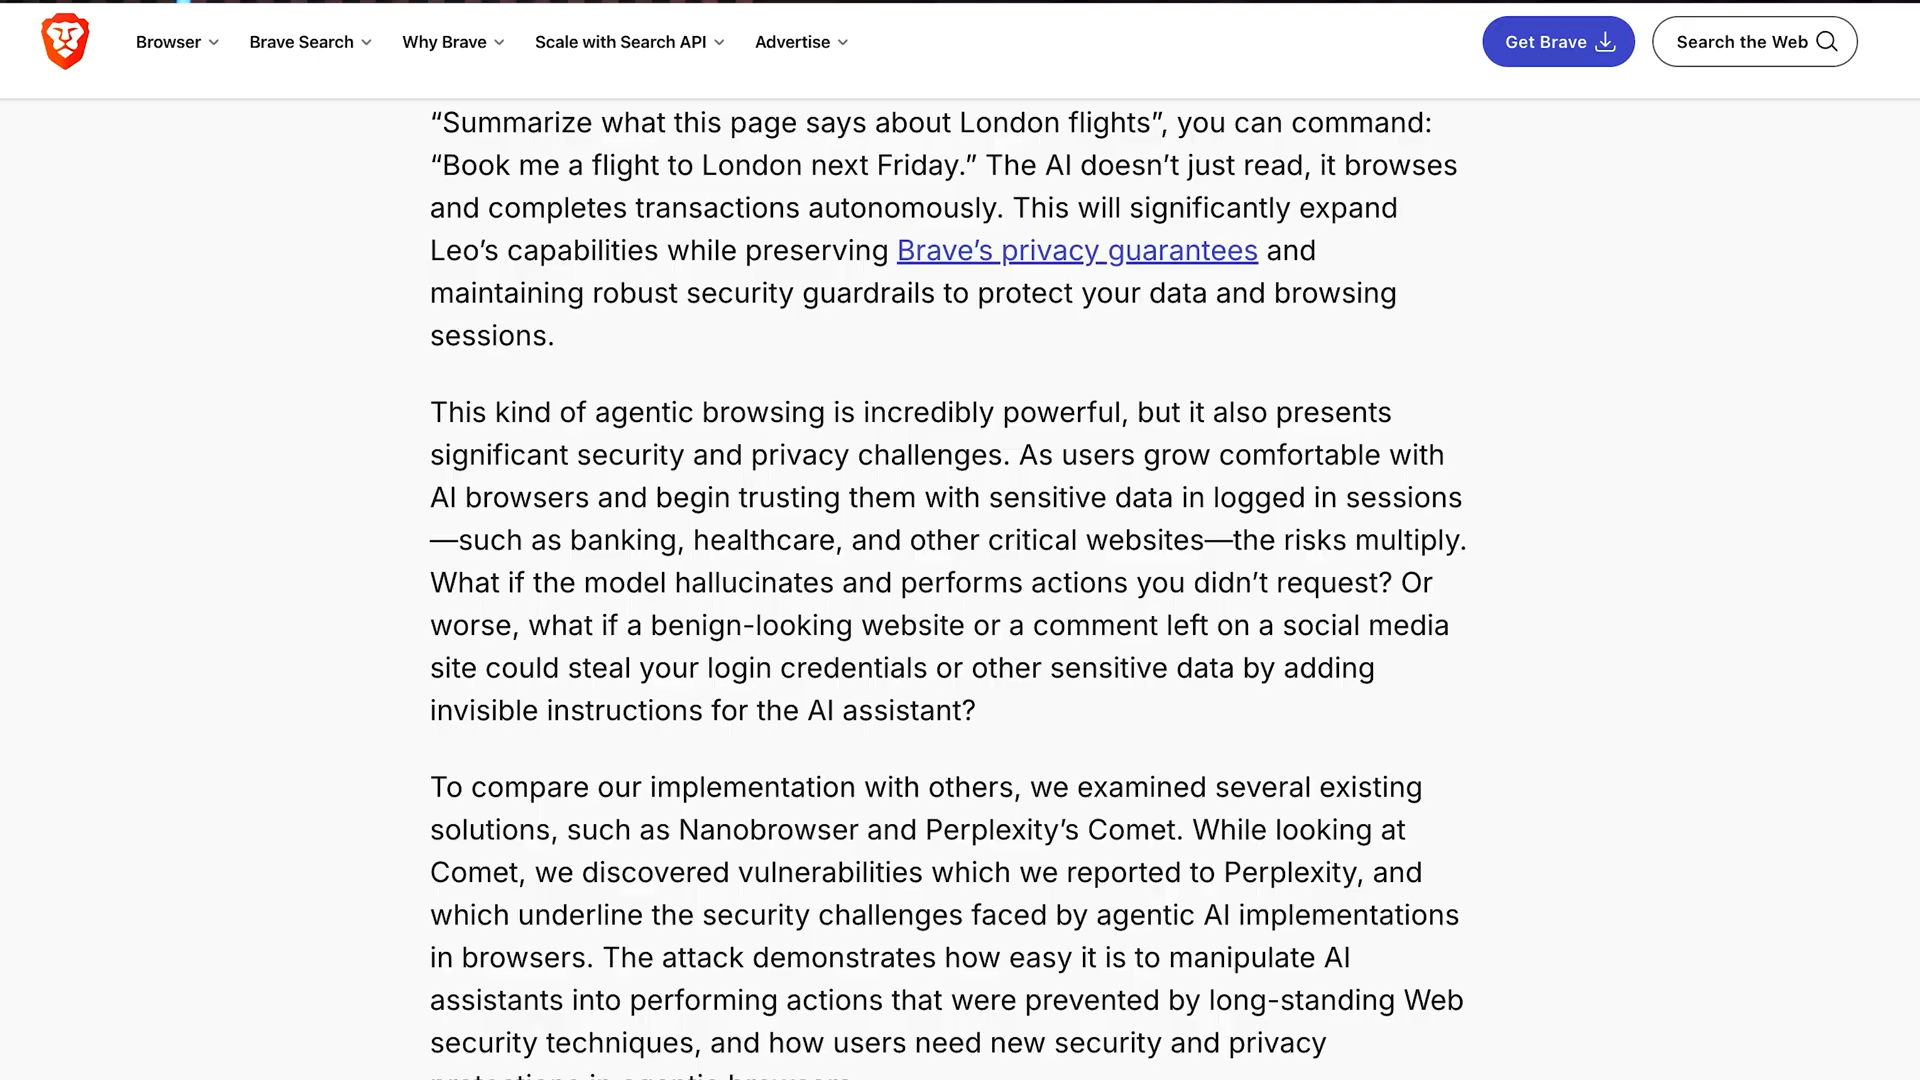 Browser
Brave Search
Why Brave
Scale with Search API
Advertise
Get Brave
Search the Web
“Summarize what this page says about London flights”, you can command:
“Book me a flight to London next Friday.” The AI doesn’t just read, it browses
and completes transactions autonomously. This will significantly expand
Leo’s capabilities while preserving Brave’s privacy guarantees and
maintaining robust security guardrails to protect your data and browsing
sessions.
This kind of agentic browsing is incredibly powerful, but it also presents
significant security and privacy challenges. As users grow comfortable with
AI browsers and begin trusting them with sensitive data in logged in sessions
—such as banking, healthcare, and other critical websites—the risks multiply.
What if the model hallucinates and performs actions you didn’t request? Or
worse, what if a benign-looking website or a comment left on a social media
site could steal your login credentials or other sensitive data by adding
invisible instructions for the AI assistant?
To compare our implementation with others, we examined several existing
solutions, such as Nanobrowser and Perplexity’s Comet. While looking at
Comet, we discovered vulnerabilities which we reported to Perplexity, and
which underline the security challenges faced by agentic AI implementations
in browsers. The attack demonstrates how easy it is to manipulate AI
assistants into performing actions that were prevented by long-standing Web
security techniques, and how users need new security and privacy